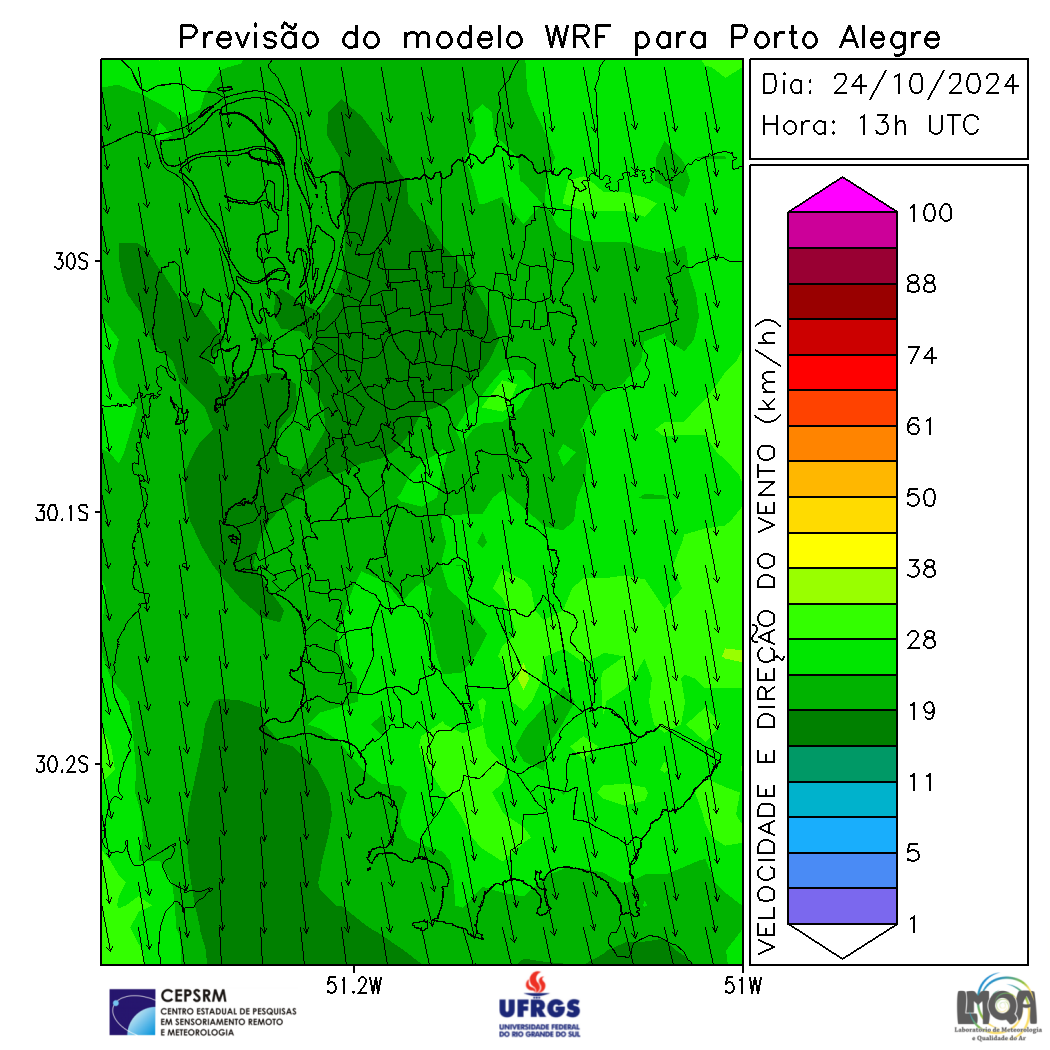 Previsão do modelo WRF para Porto Alegre
Dia: 24/10/2024
Hora: 13h UTC
30S
30.1S
30.2S
51.2W
51W
VELOCIDADE E DIREÇÃO DO VENTO (km/h)
100
88
74
61
50
38
28
19
11
5
1
CEPSRM
CENTRO ESTADUAL DE PESQUISAS
EM SENSORIAMENTO REMOTO
E METEOROLOGIA
UFRGS
UNIVERSIDADE FEDERAL
DO RIO GRANDE DO SUL
LMQA
Laboratório de Meteorologia
e Qualidade do Ar